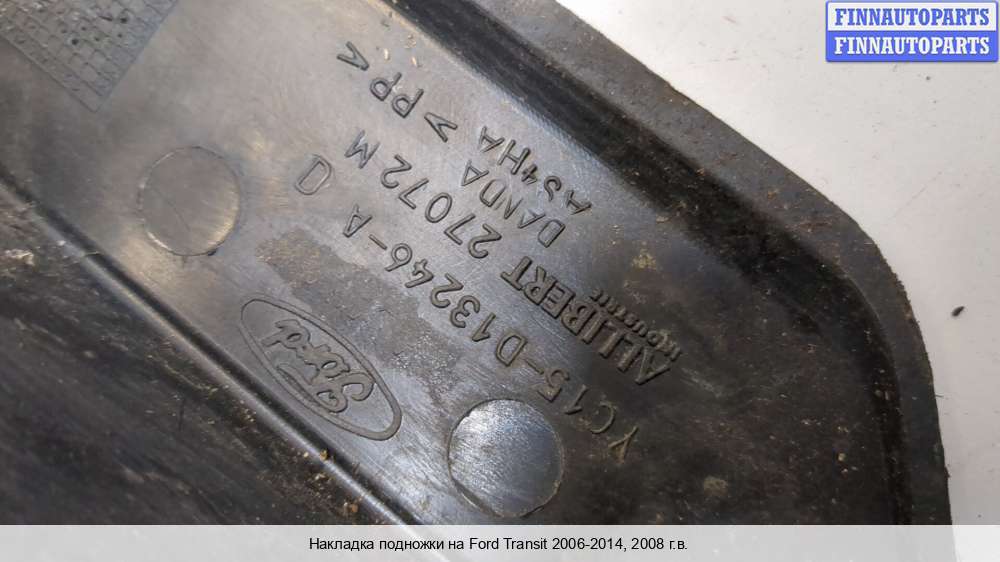 FINNAUTOPARTS
FINNAUTOPARTS
Ford
YC15-D13246-A
ALLIBERT 27072 M
INDUSTRIE
DANDA >PP<
AS+HA
Накладка подножки на Ford Transit 2006-2014, 2008 г.в.